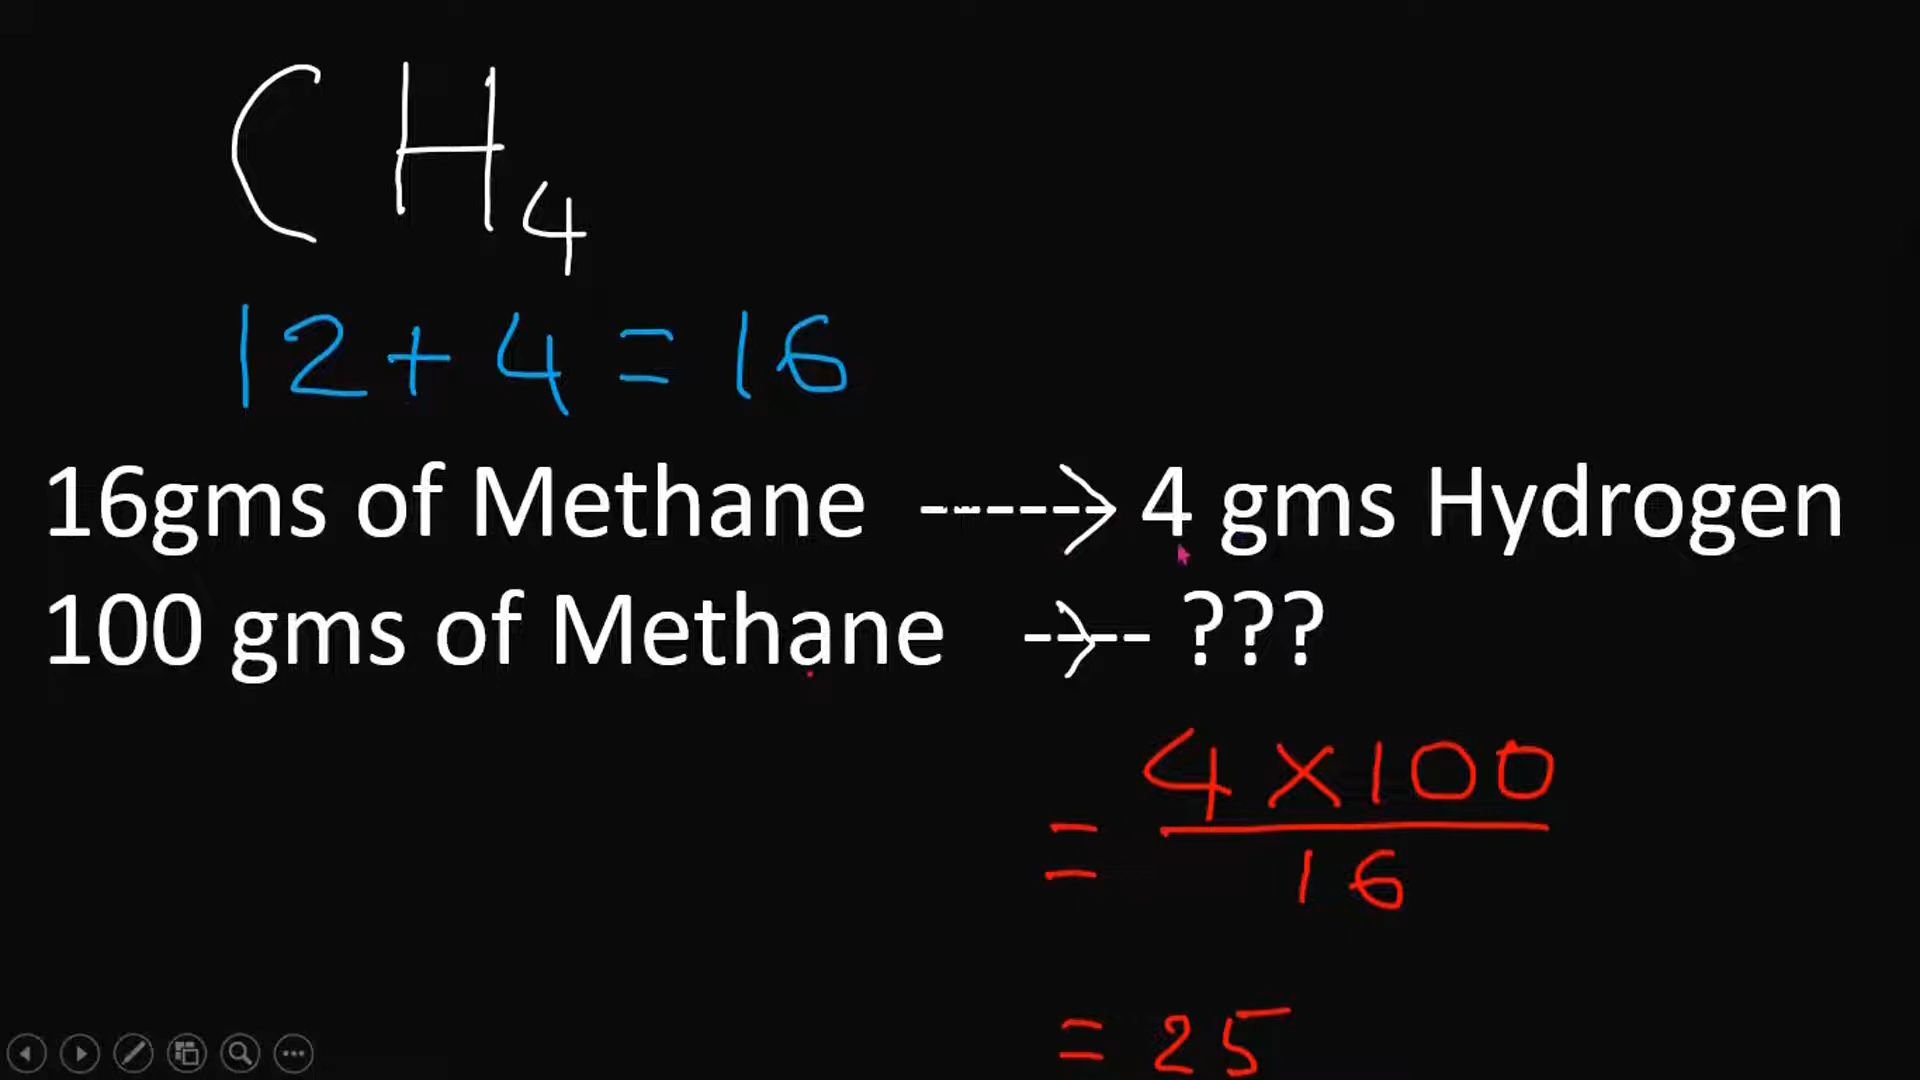 CH₄
12+4=16
16gms of Methane ------> 4 gms Hydrogen
100 gms of Methane -->-- ???
= 4×100
16
= 25